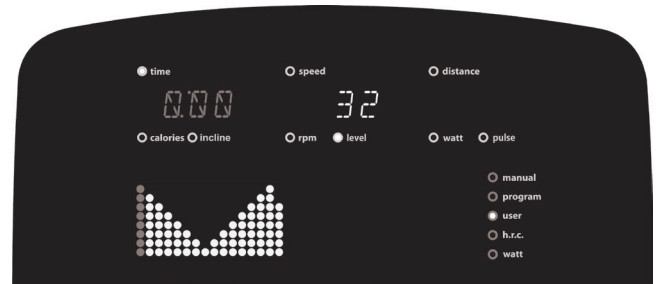 time speed distance
0:00 32
calories incline rpm level watt pulse
manual
program
user
h.r.c.
watt